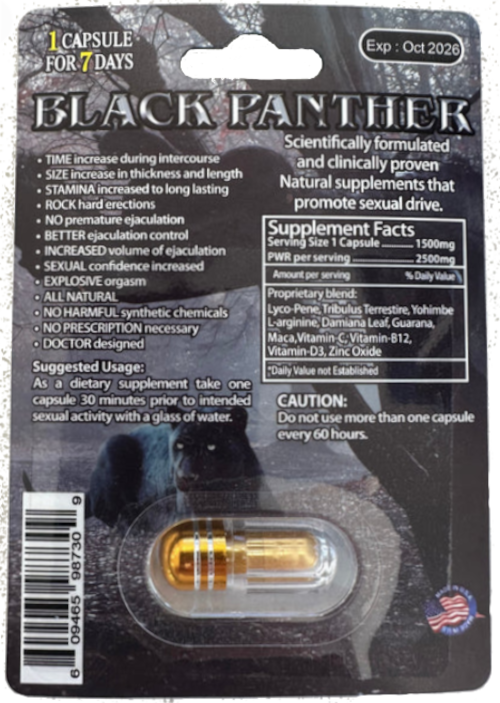 1 CAPSULE
FOR 7 DAYS
Exp : Oct 2026
BLACK PANTHER
• TIME increase during intercourse
• SIZE increase in thickness and length
• STAMINA increased to long lasting
• ROCK hard erections
• NO premature ejaculation
• BETTER ejaculation control
• INCREASED volume of ejaculation
• SEXUAL confidence increased
• EXPLOSIVE orgasm
• ALL NATURAL
• NO HARMFUL synthetic chemicals
• NO PRESCRIPTION necessary
• DOCTOR designed
Suggested Usage:
As a dietary supplement take one
capsule 30 minutes prior to intended
sexual activity with a glass of water.
Scientifically formulated
and clinically proven
Natural supplements that
promote sexual drive.
Supplement Facts
Serving Size 1 Capsule 1500mg
PWR per serving 2500mg
Amount per serving % Daily Value
Proprietary blend:
Lyco-Pene, Tribulus Terrestire, Yohimbe
L-arginine, Damiana Leaf, Guarana,
Maca, Vitamin-C, Vitamin-B12,
Vitamin-D3, Zinc Oxide
*Daily Value not Established
CAUTION:
Do not use more than one capsule
every 60 hours.
6 09465 98730 9